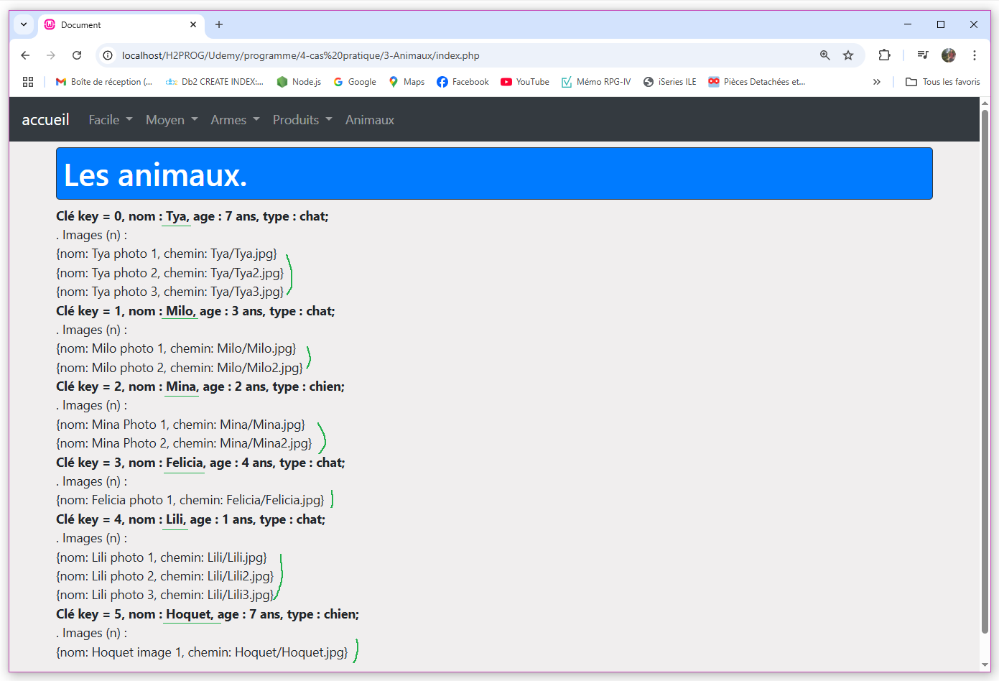 Document
localhost/H2PROG/Udemy/programme/4-cas%20pratique/3-Animaux/index.php
Boîte de réception (... Db2 CREATE INDEX:... Node.js Google Maps Facebook YouTube Mémo RPG-IV iSeries ILE Pièces Detachées et... » Tous les favoris
accueil Facile Moyen Armes Produits Animaux
Les animaux.
Clé key = 0, nom : Tya, age : 7 ans, type : chat;
. Images (n) :
{nom: Tya photo 1, chemin: Tya/Tya.jpg}
{nom: Tya photo 2, chemin: Tya/Tya2.jpg}
{nom: Tya photo 3, chemin: Tya/Tya3.jpg}
Clé key = 1, nom : Milo, age : 3 ans, type : chat;
. Images (n) :
{nom: Milo photo 1, chemin: Milo/Milo.jpg}
{nom: Milo photo 2, chemin: Milo/Milo2.jpg}
Clé key = 2, nom : Mina, age : 2 ans, type : chien;
. Images (n) :
{nom: Mina Photo 1, chemin: Mina/Mina.jpg}
{nom: Mina Photo 2, chemin: Mina/Mina2.jpg}
Clé key = 3, nom : Felicia, age : 4 ans, type : chat;
. Images (n) :
{nom: Felicia photo 1, chemin: Felicia/Felicia.jpg}
Clé key = 4, nom : Lili, age : 1 ans, type : chat;
. Images (n) :
{nom: Lili photo 1, chemin: Lili/Lili.jpg}
{nom: Lili photo 2, chemin: Lili/Lili2.jpg}
{nom: Lili photo 3, chemin: Lili/Lili3.jpg}
Clé key = 5, nom : Hoquet, age : 7 ans, type : chien;
. Images (n) :
{nom: Hoquet image 1, chemin: Hoquet/Hoquet.jpg}